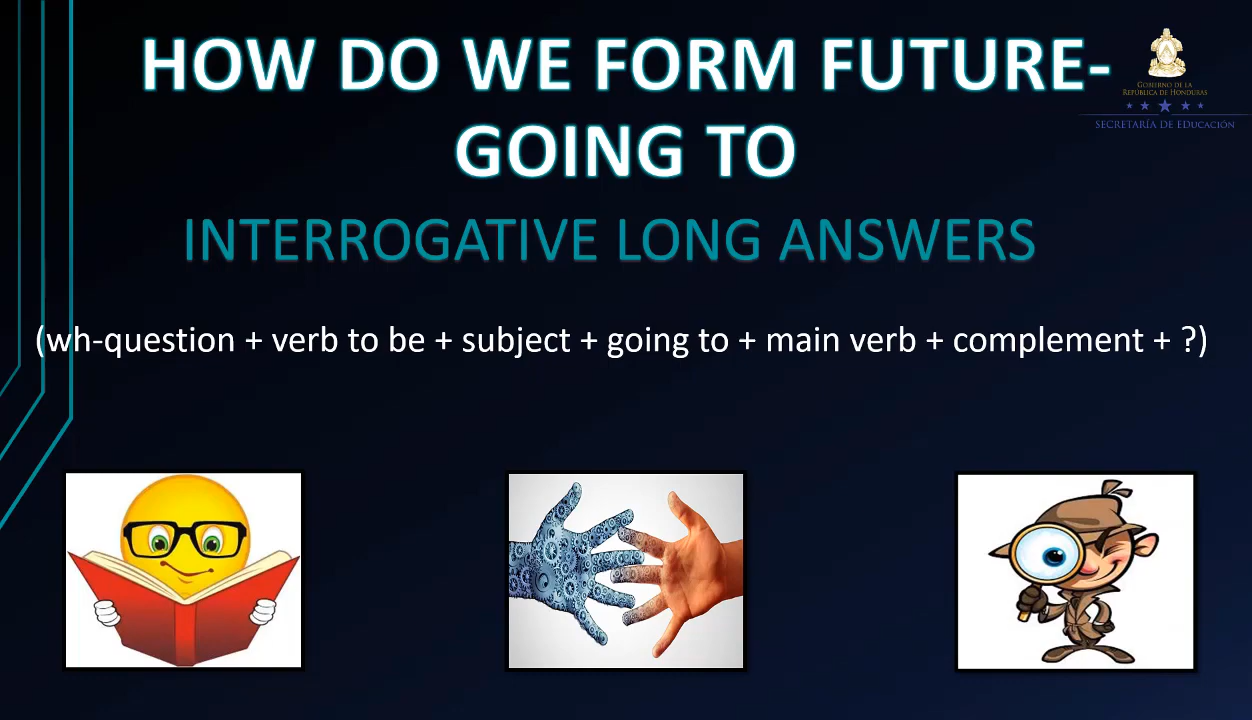 HOW DO WE FORM FUTURE-
GOING TO
GOBIERNO DE LA
REPÚBLICA DE HONDURAS
SECRETARÍA DE EDUCACIÓN
INTERROGATIVE LONG ANSWERS
(wh-question + verb to be + subject + going to + main verb + complement + ?)